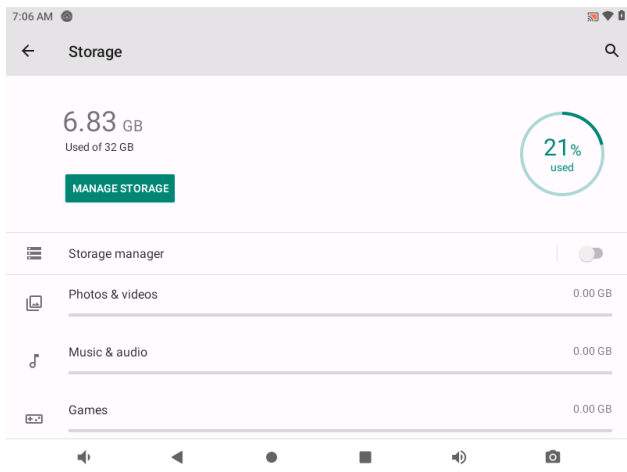 7:06 AM
Storage
6.83 GB
Used of 32 GB
21%
used
MANAGE STORAGE
Storage manager
Photos & videos
0.00 GB
Music & audio
0.00 GB
Games
0.00 GB